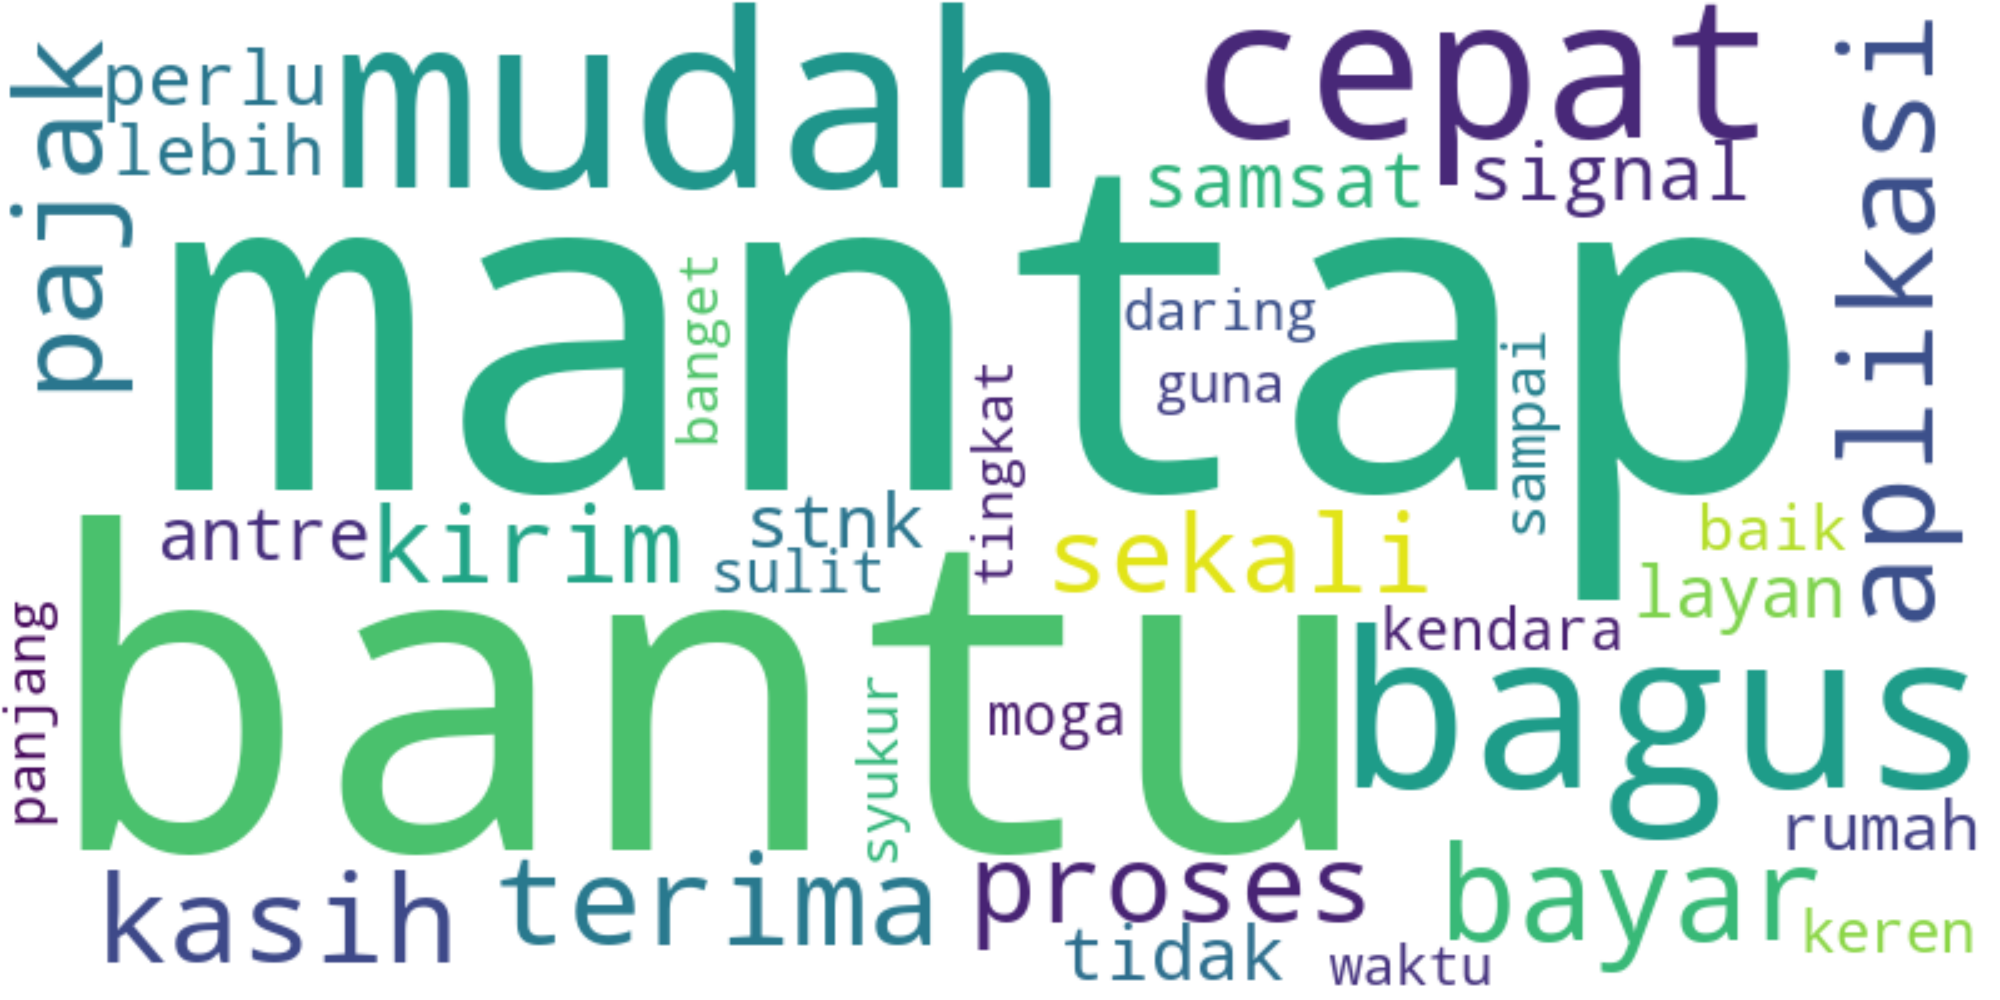 pajak
perlu
lebih
mudah
cepat
samsat
signal
aplikasi
mantap
banget
daring
guna
tingkat
sampai
antre
kirim
stnk
sulit
sekali
baik
layan
panjang
bantu
syukur
moga
kendara
bagus
rumah
kasih
terima
proses
tidak
waktu
bayar
keren